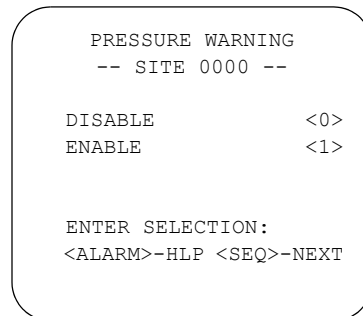 PRESSURE WARNING
-- SITE 0000 --
DISABLE <0>
ENABLE <1>
ENTER SELECTION:
<ALARM>-HLP <SEQ>-NEXT